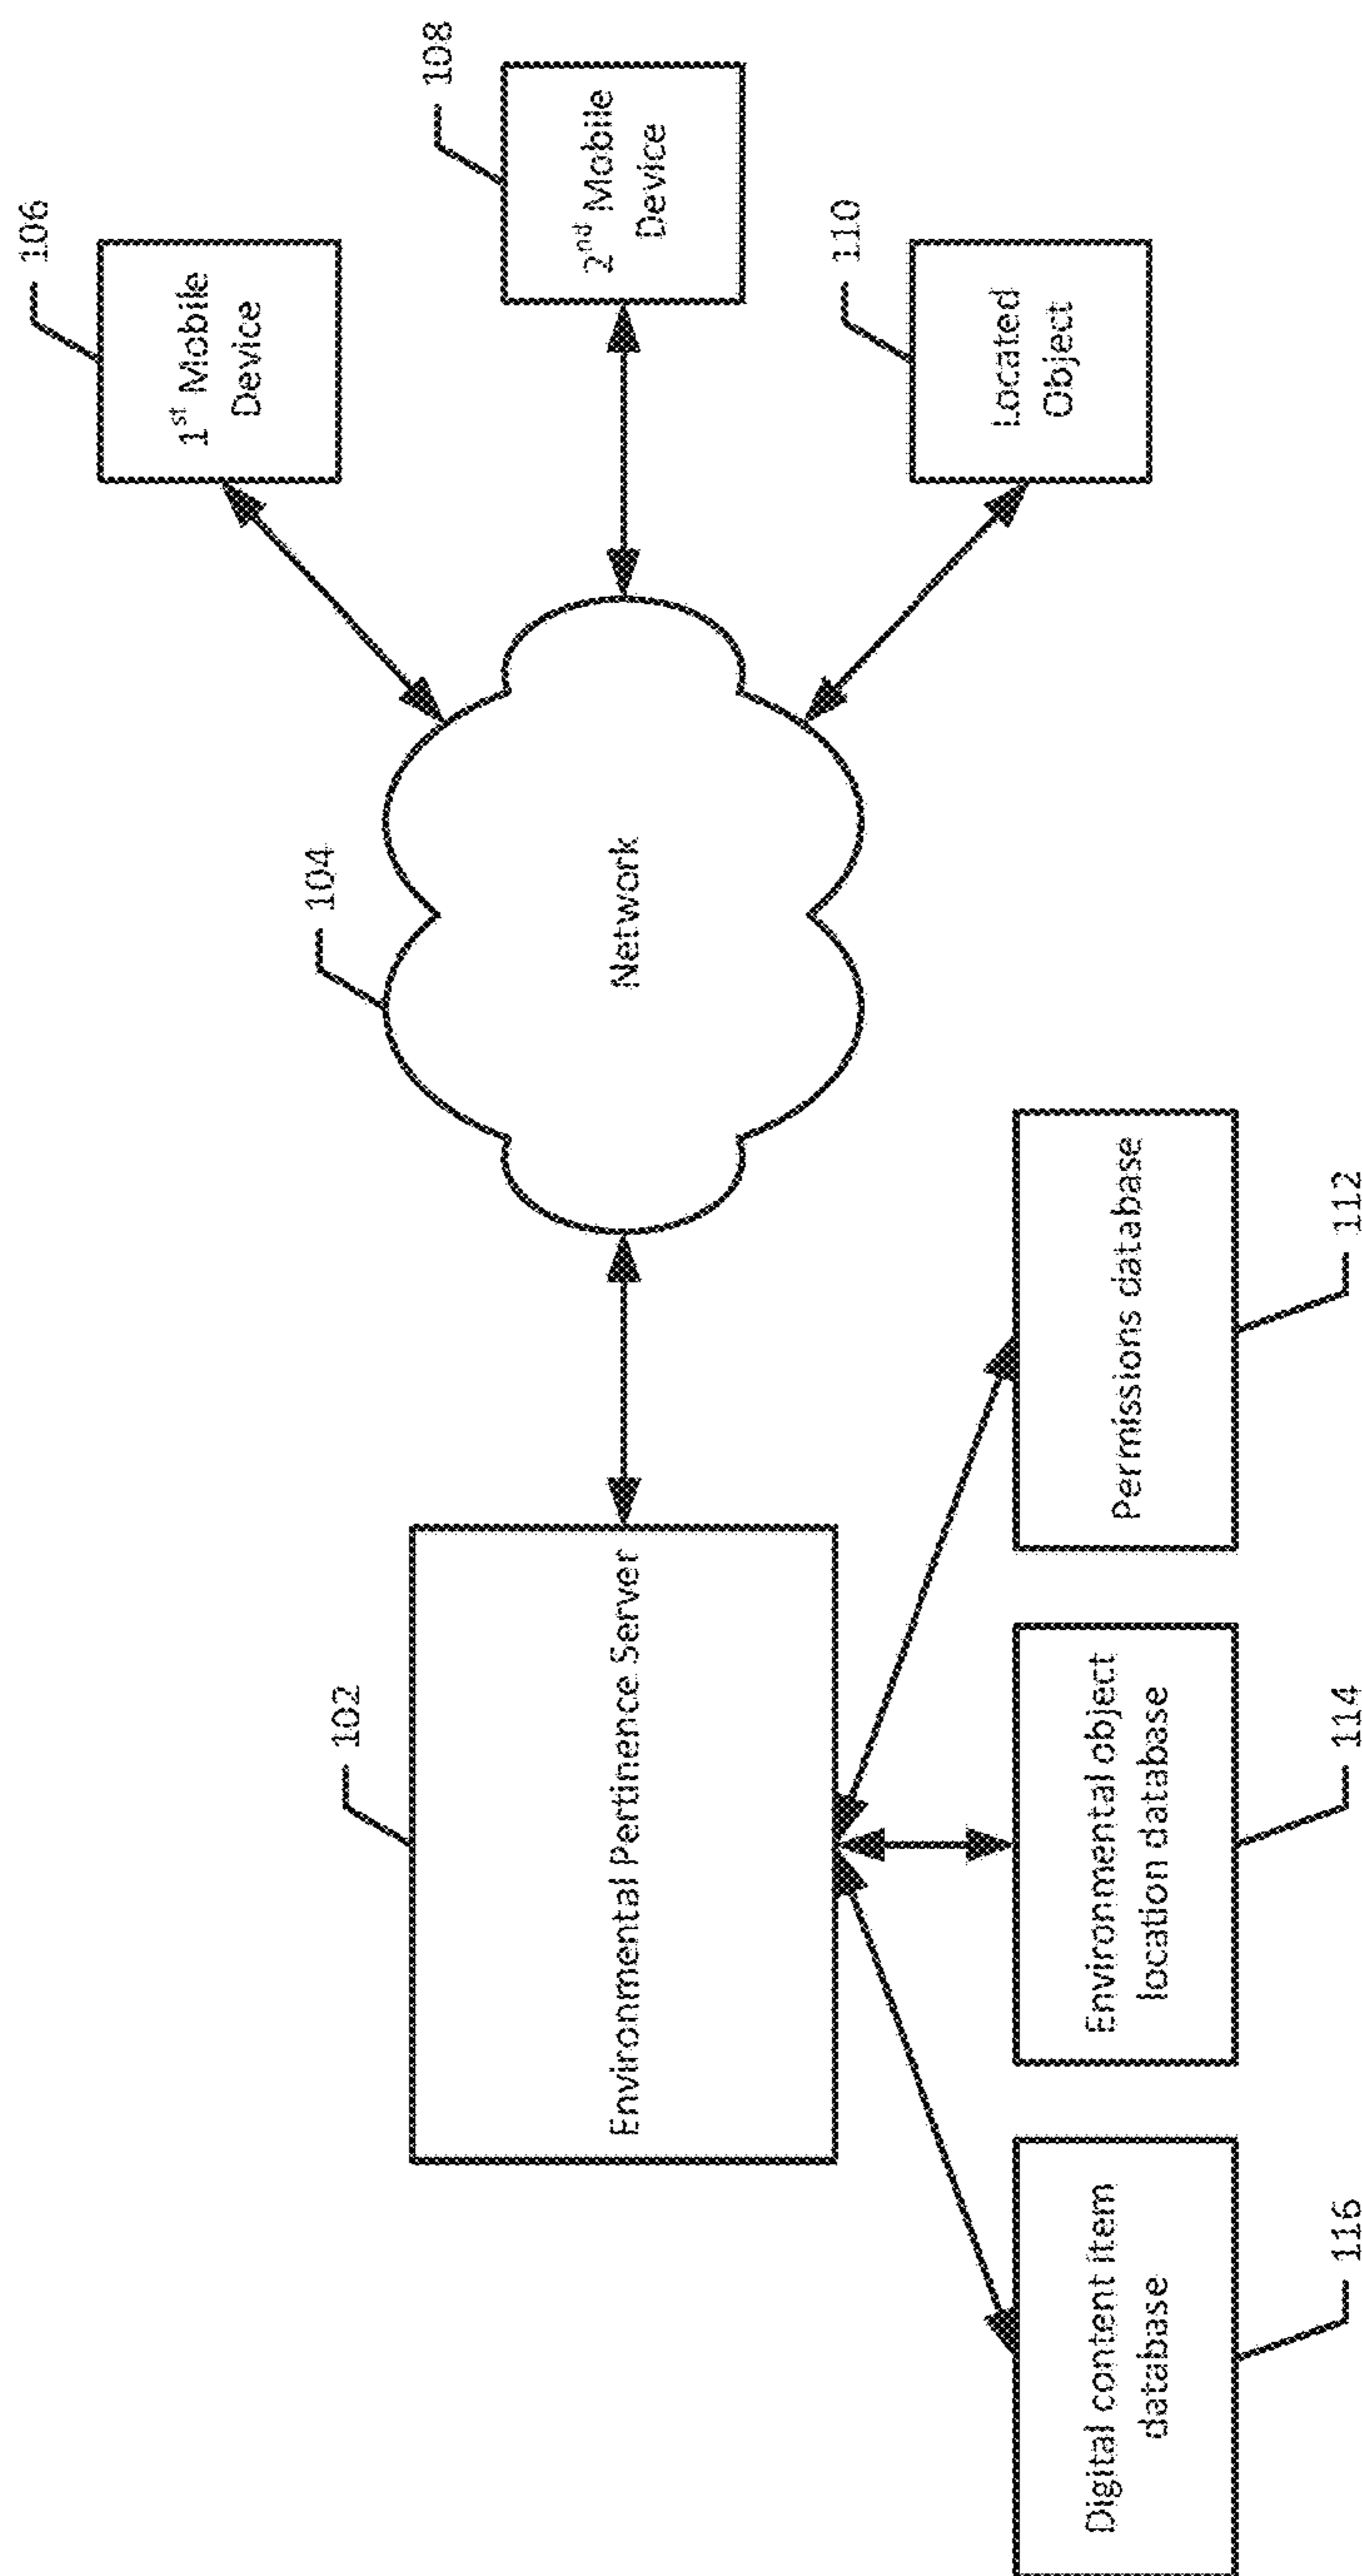 106
1st Mobile
Device
108
2nd Mobile
Device
110
Located
Object
104
Network
102
Environmental Pertinence Server
Digital content item
database
116
Environmental object
location database
114
Permissions database
112